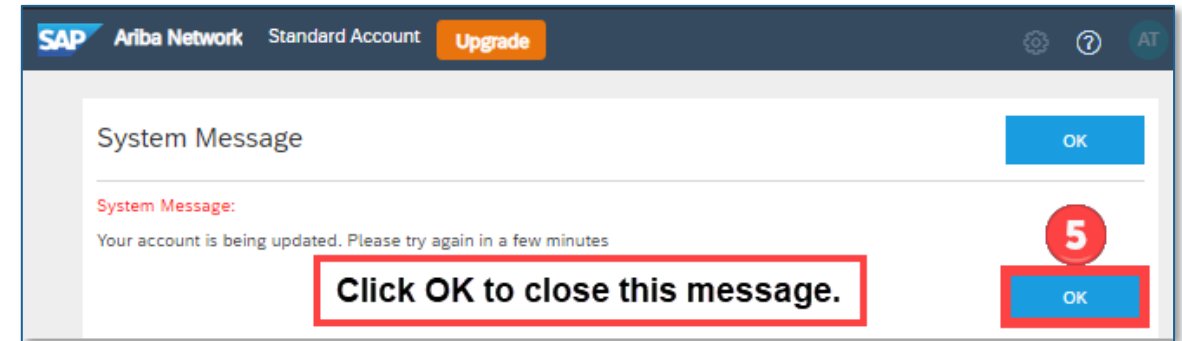 SAP Ariba Network Standard Account Upgrade ? AT
System Message OK
System Message:
Your account is being updated. Please try again in a few minutes
5
Click OK to close this message.
OK